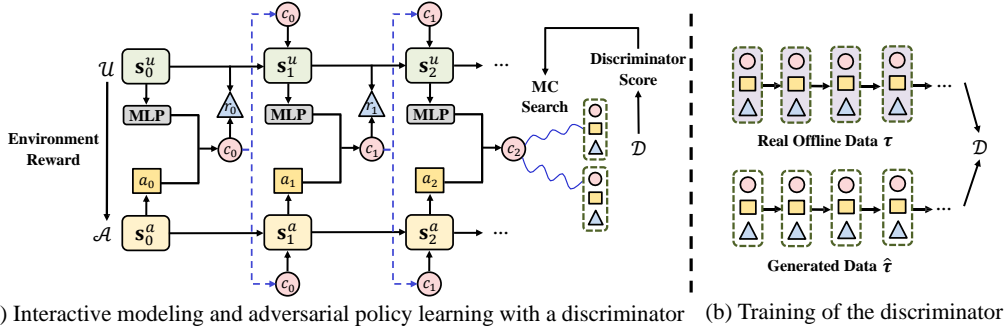 c₀ c₁
𝒰 s₀ᵘ s₁ᵘ s₂ᵘ ...
Discriminator
Score
MC
Search
MLP r₀ MLP r₁ MLP
Environment
Reward
c₀ c₁ c₂ 𝒟
a₀ a₁ a₂
𝒜 s₀ᵃ s₁ᵃ s₂ᵃ ...
c₀ c₁
) Interactive modeling and adversarial policy learning with a discriminator
...
Real Offline Data τ
𝒟
...
Generated Data τ̂
(b) Training of the discriminator